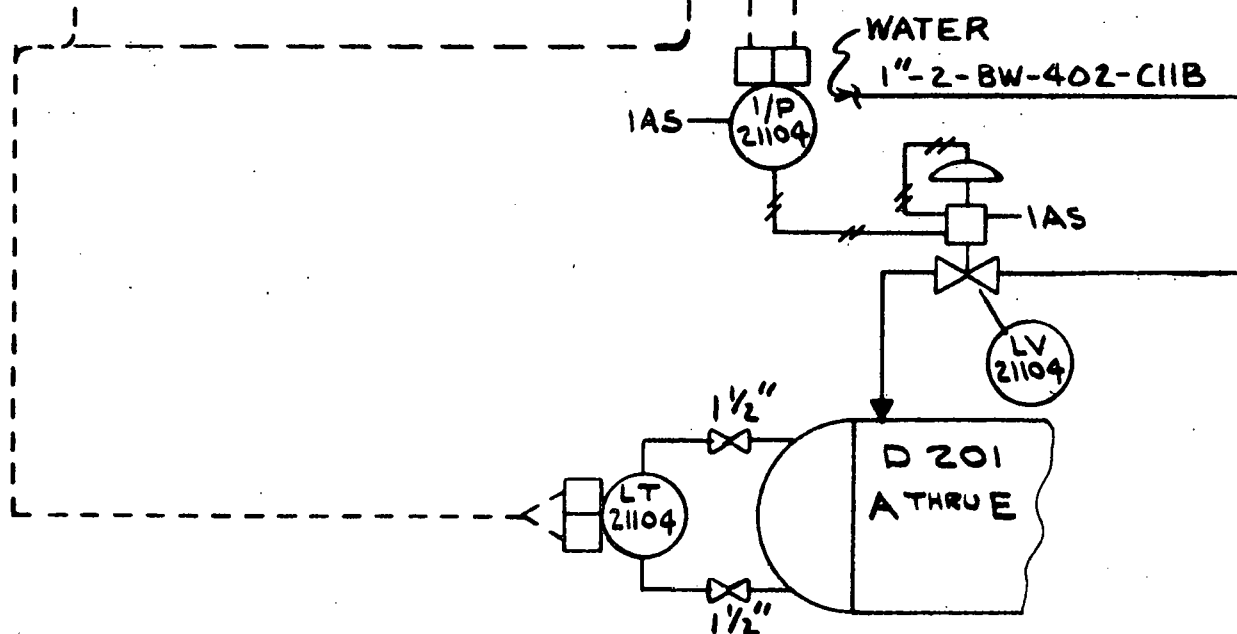 WATER
1"-2-BW-402-C11B
IAS
I/P
21104
IAS
LV
21104
1½"
D 201
A THRU E
LT
21104
1½"